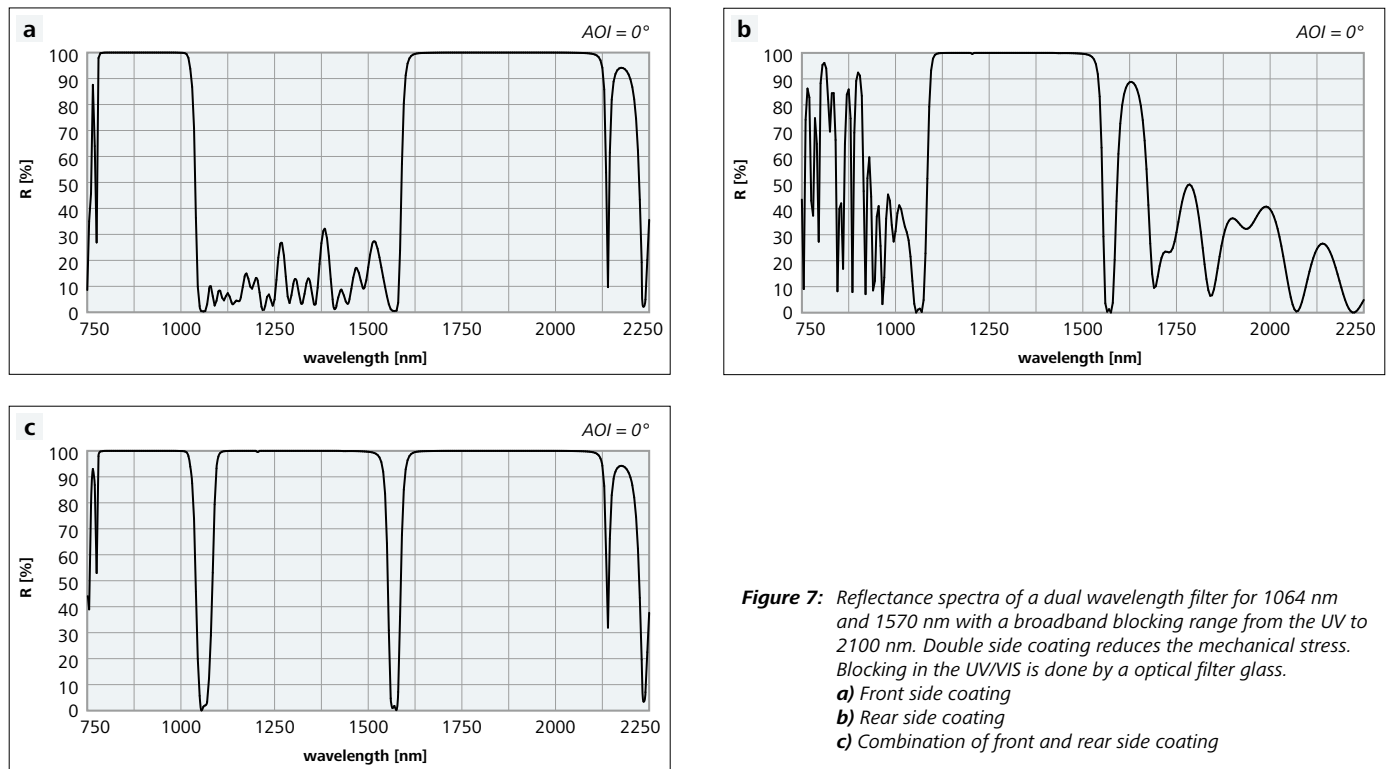 a
AOI = 0°
100
90
80
70
60
50
40
30
20
10
0
R [%]
750 1000 1250 1500 1750 2000 2250
wavelength [nm]
b
AOI = 0°
100
90
80
70
60
50
40
30
20
10
0
R [%]
750 1000 1250 1500 1750 2000 2250
wavelength [nm]
c
AOI = 0°
100
90
80
70
60
50
40
30
20
10
0
R [%]
750 1000 1250 1500 1750 2000 2250
wavelength [nm]
Figure 7: Reflectance spectra of a dual wavelength filter for 1064 nm
and 1570 nm with a broadband blocking range from the UV to
2100 nm. Double side coating reduces the mechanical stress.
Blocking in the UV/VIS is done by a optical filter glass.
a) Front side coating
b) Rear side coating
c) Combination of front and rear side coating